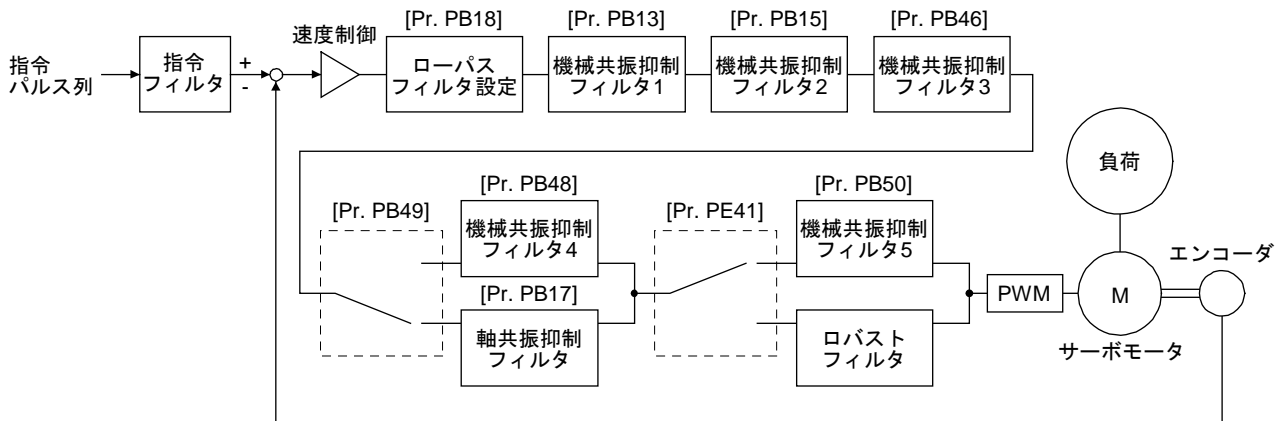 [Pr. PB18]
[Pr. PB13]
[Pr. PB15]
[Pr. PB46]
速度制御
指令
パルス列
指令
フィルタ
+
-
ローパス
フィルタ設定
機械共振抑制
フィルタ1
機械共振抑制
フィルタ2
機械共振抑制
フィルタ3
負荷
[Pr. PB48]
[Pr. PB50]
[Pr. PB49]
[Pr. PE41]
機械共振抑制
フィルタ4
機械共振抑制
フィルタ5
エンコーダ
[Pr. PB17]
PWM
M
軸共振抑制
フィルタ
ロバスト
フィルタ
サーボモータ